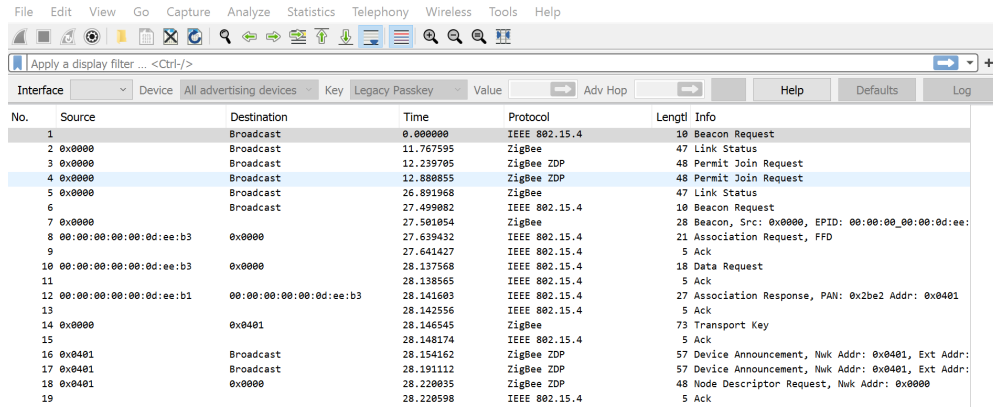 File Edit View Go Capture Analyze Statistics Telephony Wireless Tools Help
Apply a display filter ... <Ctrl-/>
Interface Device All advertising devices Key Legacy Passkey Value Adv Hop Help Defaults Log
No. Source Destination Time Protocol Lengtl Info
1 Broadcast 0.000000 IEEE 802.15.4 10 Beacon Request
2 0x0000 Broadcast 11.767595 ZigBee 47 Link Status
3 0x0000 Broadcast 12.239705 ZigBee ZDP 48 Permit Join Request
4 0x0000 Broadcast 12.880855 ZigBee ZDP 48 Permit Join Request
5 0x0000 Broadcast 26.891968 ZigBee 47 Link Status
6 Broadcast 27.499082 IEEE 802.15.4 10 Beacon Request
7 0x0000 27.501054 ZigBee 28 Beacon, Src: 0x0000, EPID: 00:00:00_00:00:0d:ee:
8 00:00:00:00:00:0d:ee:b3 0x0000 27.639432 IEEE 802.15.4 21 Association Request, FFD
9 27.641427 IEEE 802.15.4 5 Ack
10 00:00:00:00:00:0d:ee:b3 0x0000 28.137568 IEEE 802.15.4 18 Data Request
11 28.138565 IEEE 802.15.4 5 Ack
12 00:00:00:00:00:0d:ee:b1 00:00:00:00:00:0d:ee:b3 28.141603 IEEE 802.15.4 27 Association Response, PAN: 0x2be2 Addr: 0x0401
13 28.142556 IEEE 802.15.4 5 Ack
14 0x0000 0x0401 28.146545 ZigBee 73 Transport Key
15 28.148174 IEEE 802.15.4 5 Ack
16 0x0401 Broadcast 28.154162 ZigBee ZDP 57 Device Announcement, Nwk Addr: 0x0401, Ext Addr:
17 0x0401 Broadcast 28.191112 ZigBee ZDP 57 Device Announcement, Nwk Addr: 0x0401, Ext Addr:
18 0x0401 0x0000 28.220035 ZigBee ZDP 48 Node Descriptor Request, Nwk Addr: 0x0000
19 28.220598 IEEE 802.15.4 5 Ack